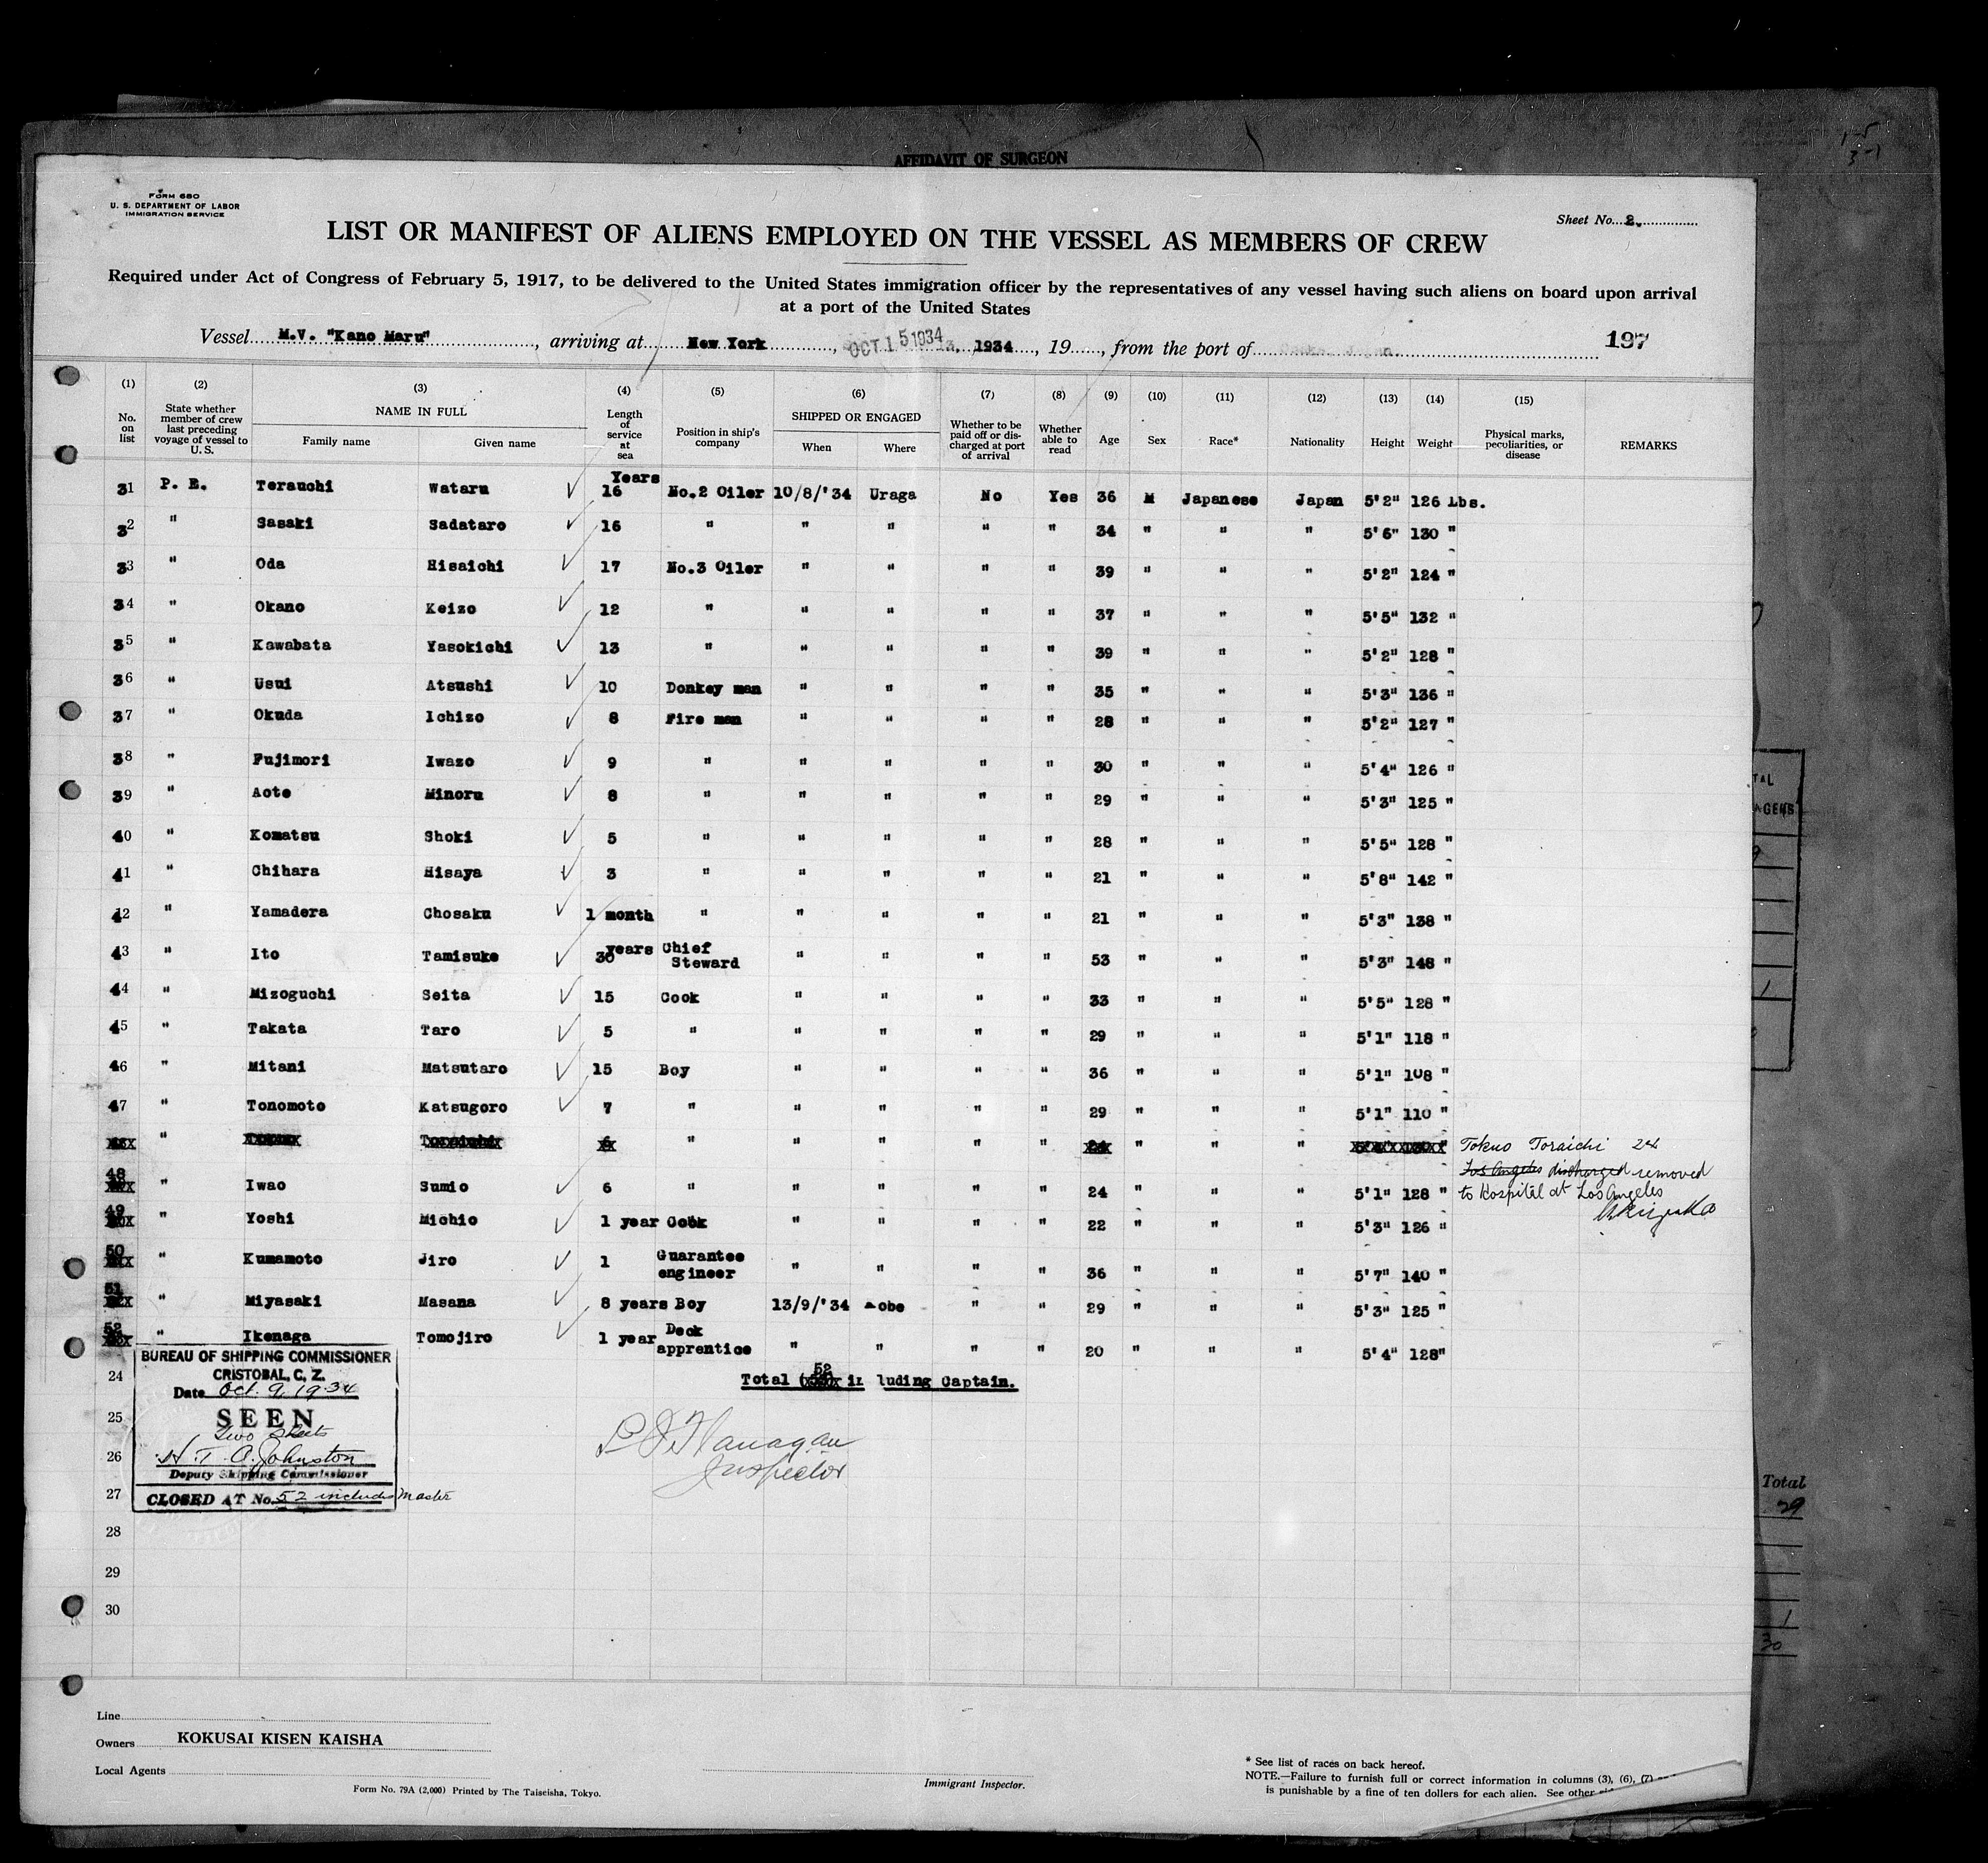 AFFIDAVIT OF SURGEON
FORM 680
U. S. DEPARTMENT OF LABOR
IMMIGRATION SERVICE
Sheet No. 2.
LIST OR MANIFEST OF ALIENS EMPLOYED ON THE VESSEL AS MEMBERS OF CREW
Required under Act of Congress of February 5, 1917, to be delivered to the United States immigration officer by the representatives of any vessel having such aliens on board upon arrival
at a port of the United States
Vessel M.V. "Kano Maru", arriving at New York, OCT 15 1934 1934, 19, from the port of 197
(1) (2) (3) (4) (5) (6) (7) (8) (9) (10) (11) (12) (13) (14) (15)
No. on list State whether member of crew last preceding voyage of vessel to U.S. NAME IN FULL Family name Given name Length of service at sea Position in ship's company SHIPPED OR ENGAGED When Where Whether to be paid off or discharged at port of arrival Whether able to read Age Sex Race* Nationality Height Weight Physical marks, peculiarities, or disease REMARKS
31 P. E. Terauchi Wataru Years 16 No.2 Oiler 10/8/'34 Uraga No Yes 36 M Japanese Japan 5'2" 126 Lbs.
32 " Sasaki Sadataro 16 " " " " " 34 " " " 5'6" 130 "
33 " Oda Hisaichi 17 No.3 Oiler " " " " 39 " " " 5'2" 124 "
34 " Okano Keizo 12 " " " " " 37 " " " 5'5" 132 "
35 " Kawabata Yasokichi 13 " " " " " 39 " " " 5'2" 128 "
36 " Usui Atsushi 10 Donkey man " " " " 35 " " " 5'3" 136 "
37 " Okuda Ichizo 8 Fire man " " " " 28 " " " 5'2" 127 "
38 " Fujimori Iwazo 9 " " " " " 30 " " " 5'4" 126 "
39 " Aoto Minoru 8 " " " " " 29 " " " 5'3" 125 "
40 " Komatsu Shoki 5 " " " " " 28 " " " 5'5" 128 "
41 " Chihara Hisaya 3 " " " " " 21 " " " 5'8" 142 "
42 " Yamadera Chosaku 1 month " " " " " 21 " " " 5'3" 138 "
43 " Ito Tamisuke years 30 Chief Steward " " " " 53 " " " 5'3" 148 "
44 " Mizoguchi Seita 15 Cook " " " " 33 " " " 5'5" 128 "
45 " Takata Taro 5 " " " " " 29 " " " 5'1" 118 "
46 " Mitani Matsutaro 15 Boy " " " " 36 " " " 5'1" 108 "
47 " Tonomoto Katsugoro 7 " " " " " 29 " " " 5'1" 110 "
" Toraichi 6 " " " " " 24 " " " Tokuo Toraichi 24
Los Angeles discharged removed
48 " Iwao Sumio 6 " " " " " 24 " " " 5'1" 128 " to Hospital at Los Angeles
49 " Yoshi Michio 1 year Cook " " " " 22 " " " 5'3" 126 "
50 " Kumamoto Jiro 1 Guarantee engineer " " " " 36 " " " 5'7" 140 "
51 " Miyasaki Masana 8 years Boy 13/9/'34 Kobe " " 29 " " " 5'3" 125 "
52 " Ikenaga Tomojiro 1 year Deck apprentice " " " " 20 " " " 5'4" 128"
Total 52 including Captain.
BUREAU OF SHIPPING COMMISSIONER
CRISTOBAL, C. Z.
Date Oct. 9, 1934
SEEN
Two Sheets
H. T. A. Johnston
Deputy Shipping Commissioner
CLOSED AT No. 52 includes Master
Flanagan
Inspector
24
25
26
27
28
29
30
Line
Owners KOKUSAI KISEN KAISHA
Local Agents
Form No. 79A (2,000) Printed by The Taiseisha, Tokyo.
Immigrant Inspector.
* See list of races on back hereof.
NOTE.—Failure to furnish full or correct information in columns (3), (6), (7)
is punishable by a fine of ten dollars for each alien. See other
Total
29
1
30